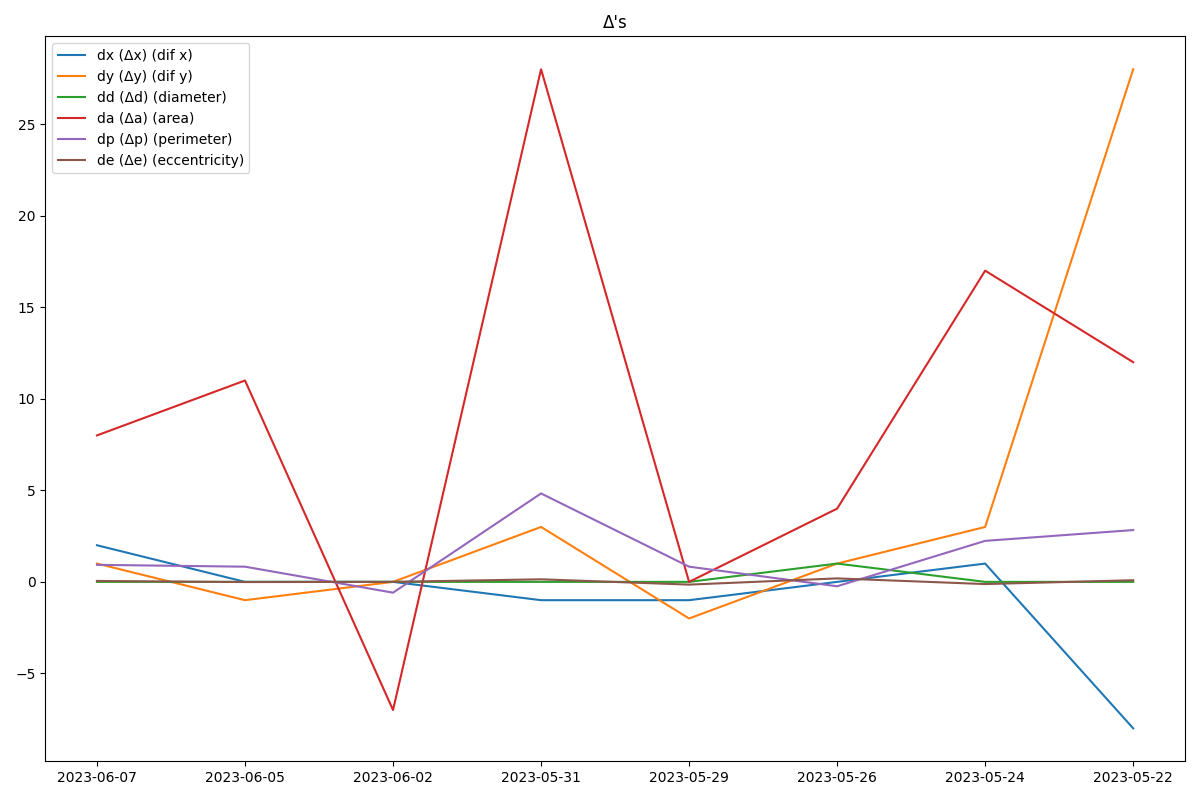 Δ's
dx (Δx) (dif x)
dy (Δy) (dif y)
dd (Δd) (diameter)
da (Δa) (area)
dp (Δp) (perimeter)
de (Δe) (eccentricity)
25
20
15
10
5
0
−5
2023-06-07 2023-06-05 2023-06-02 2023-05-31 2023-05-29 2023-05-26 2023-05-24 2023-05-22